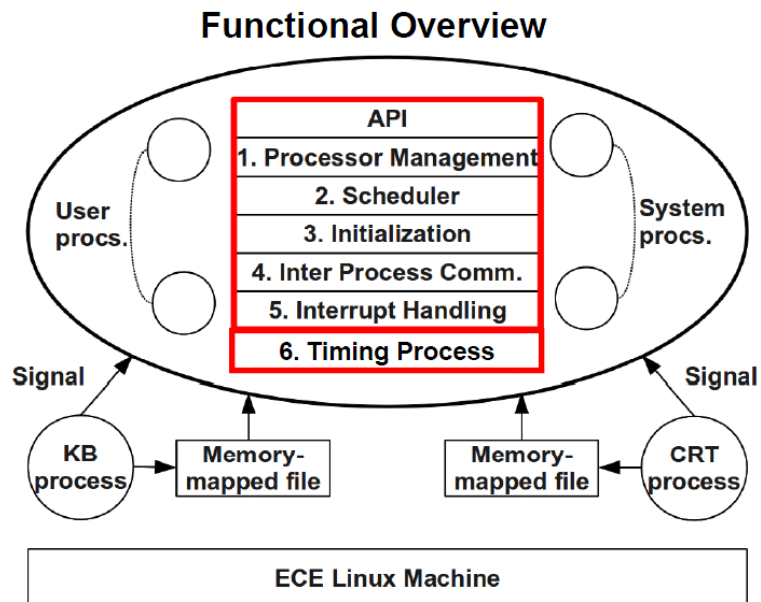 Functional Overview
API
1. Processor Management
2. Scheduler
3. Initialization
4. Inter Process Comm.
5. Interrupt Handling
6. Timing Process
User
procs.
System
procs.
Signal
Signal
KB
process
Memory-
mapped file
Memory-
mapped file
CRT
process
ECE Linux Machine